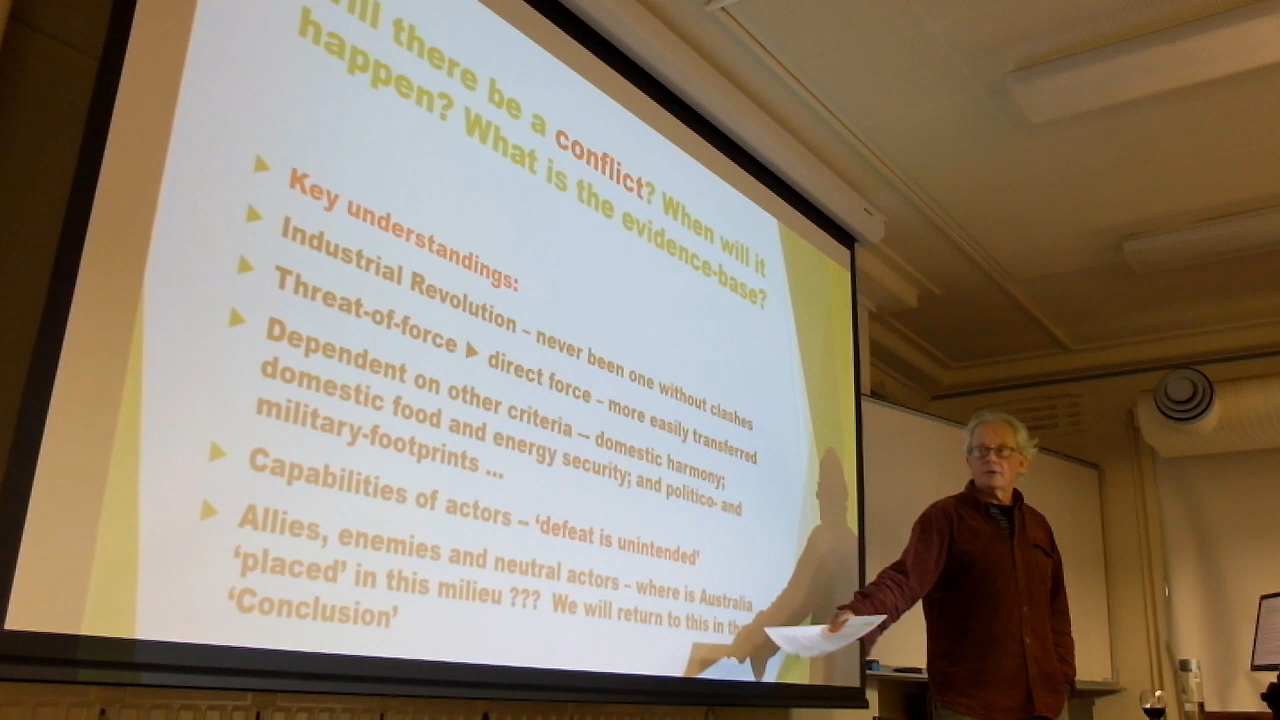 Will there be a conflict? When will it
happen? What is the evidence-base?
Key understandings:
Industrial Revolution – never been one without clashes
Threat-of-force ▶ direct force – more easily transferred
Dependent on other criteria – domestic harmony;
domestic food and energy security; and politico- and
military-footprints ...
Capabilities of actors – ‘defeat is unintended’
Allies, enemies and neutral actors – where is Australia
‘placed’ in this milieu ??? We will return to this in the
‘Conclusion’